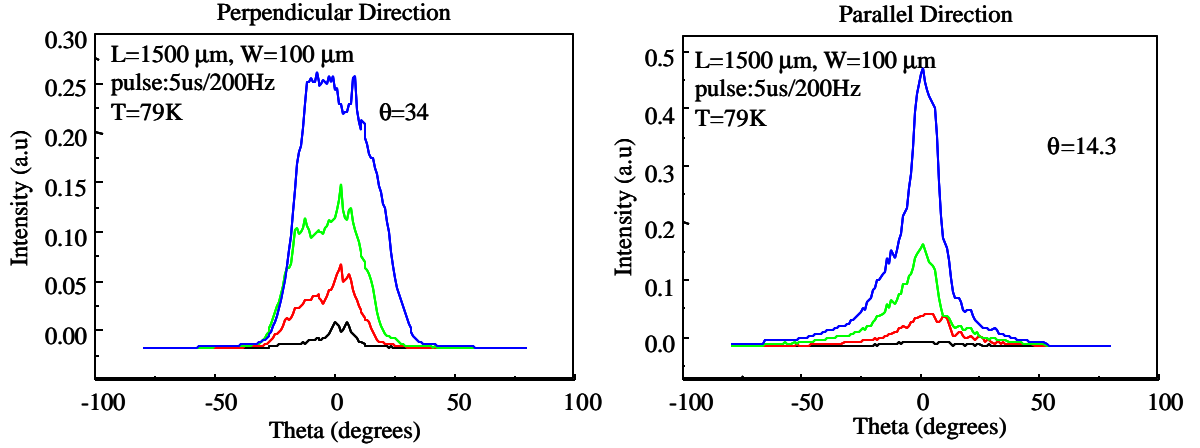 Perpendicular Direction
L=1500 μm, W=100 μm
pulse:5us/200Hz
T=79K
θ=34
Intensity (a.u)
0.30
0.25
0.20
0.15
0.10
0.05
0.00
-100
-50
0
50
100
Theta (degrees)
Parallel Direction
L=1500 μm, W=100 μm
pulse:5us/200Hz
T=79K
θ=14.3
Intensity (a.u)
0.5
0.4
0.3
0.2
0.1
0.0
-100
-50
0
50
100
Theta (degrees)